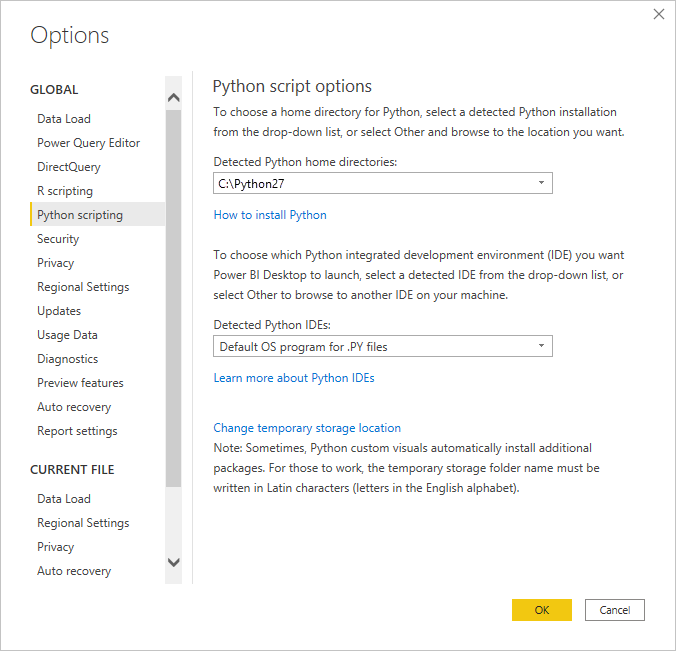 Options
GLOBAL
Data Load
Power Query Editor
DirectQuery
R scripting
Python scripting
Security
Privacy
Regional Settings
Updates
Usage Data
Diagnostics
Preview features
Auto recovery
Report settings
CURRENT FILE
Data Load
Regional Settings
Privacy
Auto recovery
Python script options
To choose a home directory for Python, select a detected Python installation
from the drop-down list, or select Other and browse to the location you want.
Detected Python home directories:
C:\Python27
How to install Python
To choose which Python integrated development environment (IDE) you want
Power BI Desktop to launch, select a detected IDE from the drop-down list, or
select Other to browse to another IDE on your machine.
Detected Python IDEs:
Default OS program for .PY files
Learn more about Python IDEs
Change temporary storage location
Note: Sometimes, Python custom visuals automatically install additional
packages. For those to work, the temporary storage folder name must be
written in Latin characters (letters in the English alphabet).
OK
Cancel